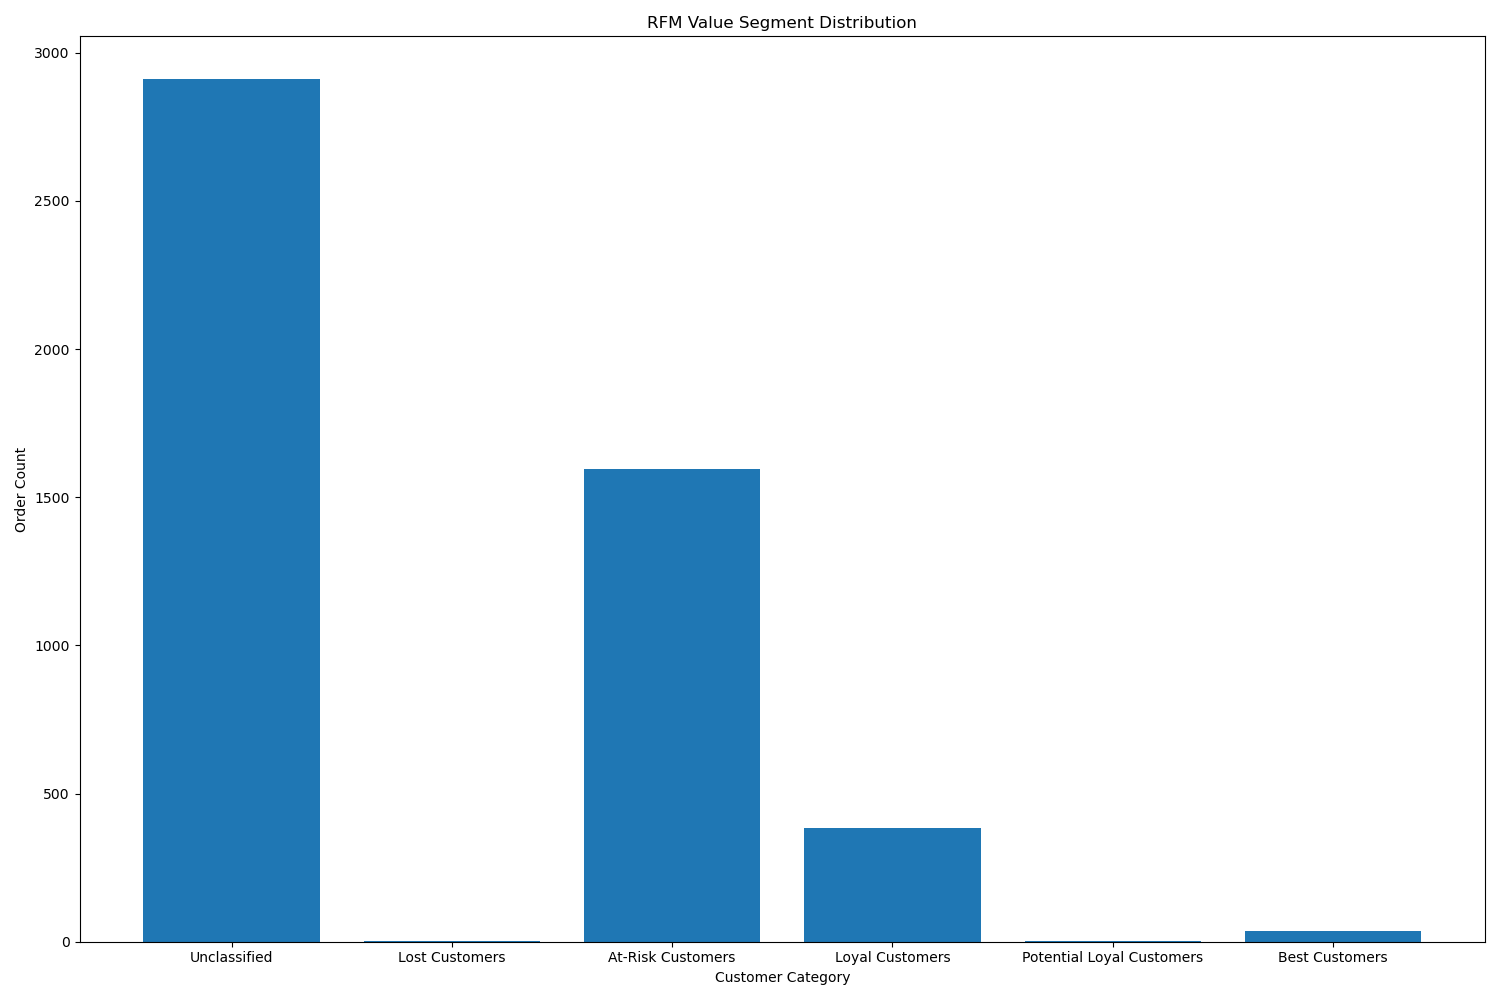 RFM Value Segment Distribution
3000
2500
2000
1500
1000
500
0
Order Count
Unclassified
Lost Customers
At-Risk Customers
Loyal Customers
Potential Loyal Customers
Best Customers
Customer Category